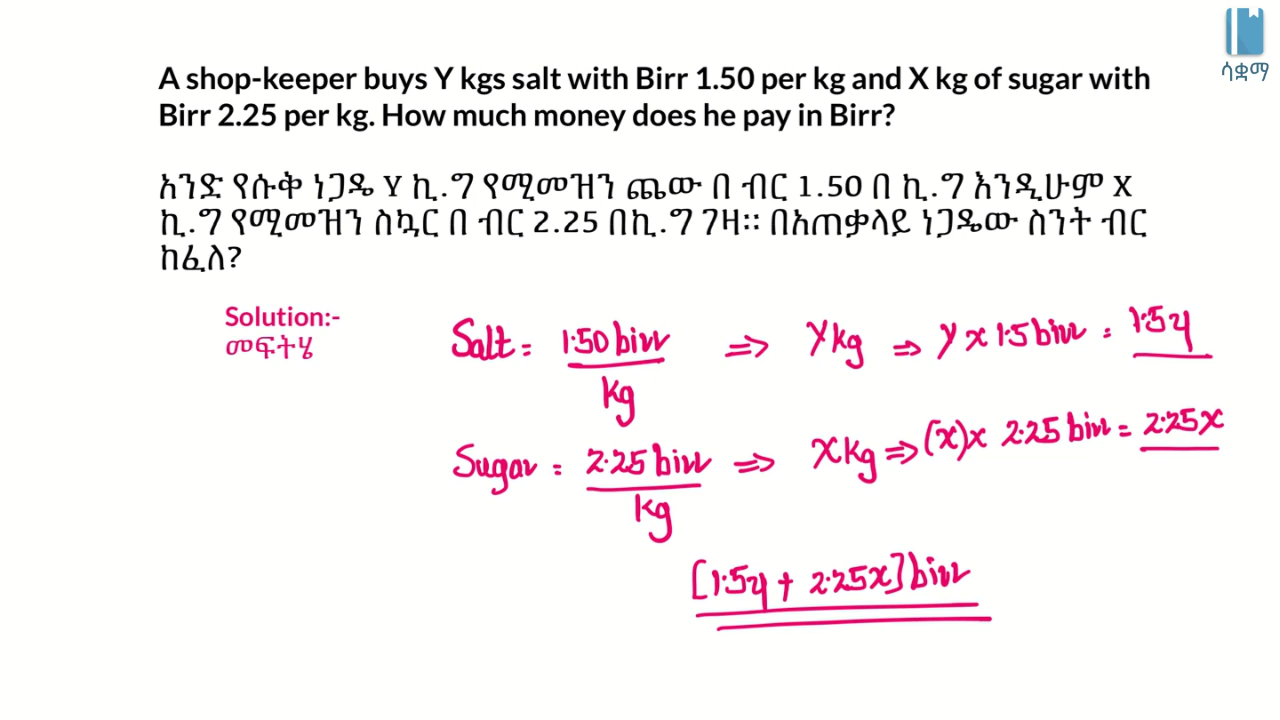 ሳቋማ
A shop-keeper buys Y kgs salt with Birr 1.50 per kg and X kg of sugar with
Birr 2.25 per kg. How much money does he pay in Birr?
አንድ የሱቅ ነጋዴ Y ኪ.ግ የሚመዝን ጨው በ ብር 1.50 በ ኪ.ግ እንዲሁም X
ኪ.ግ የሚመዝን ስኳር በ ብር 2.25 በኪ.ግ ገዛ። በአጠቃላይ ነጋዴው ስንት ብር
ከፈለ?
Solution:-
መፍትሄ
Salt = 1.50 birr / kg ⇒ Y kg ⇒ Y x 1.5 birr = 1.5y
Sugar = 2.25 birr / kg ⇒ x kg ⇒ (x) x 2.25 birr = 2.25x
[1.5y + 2.25x] birr